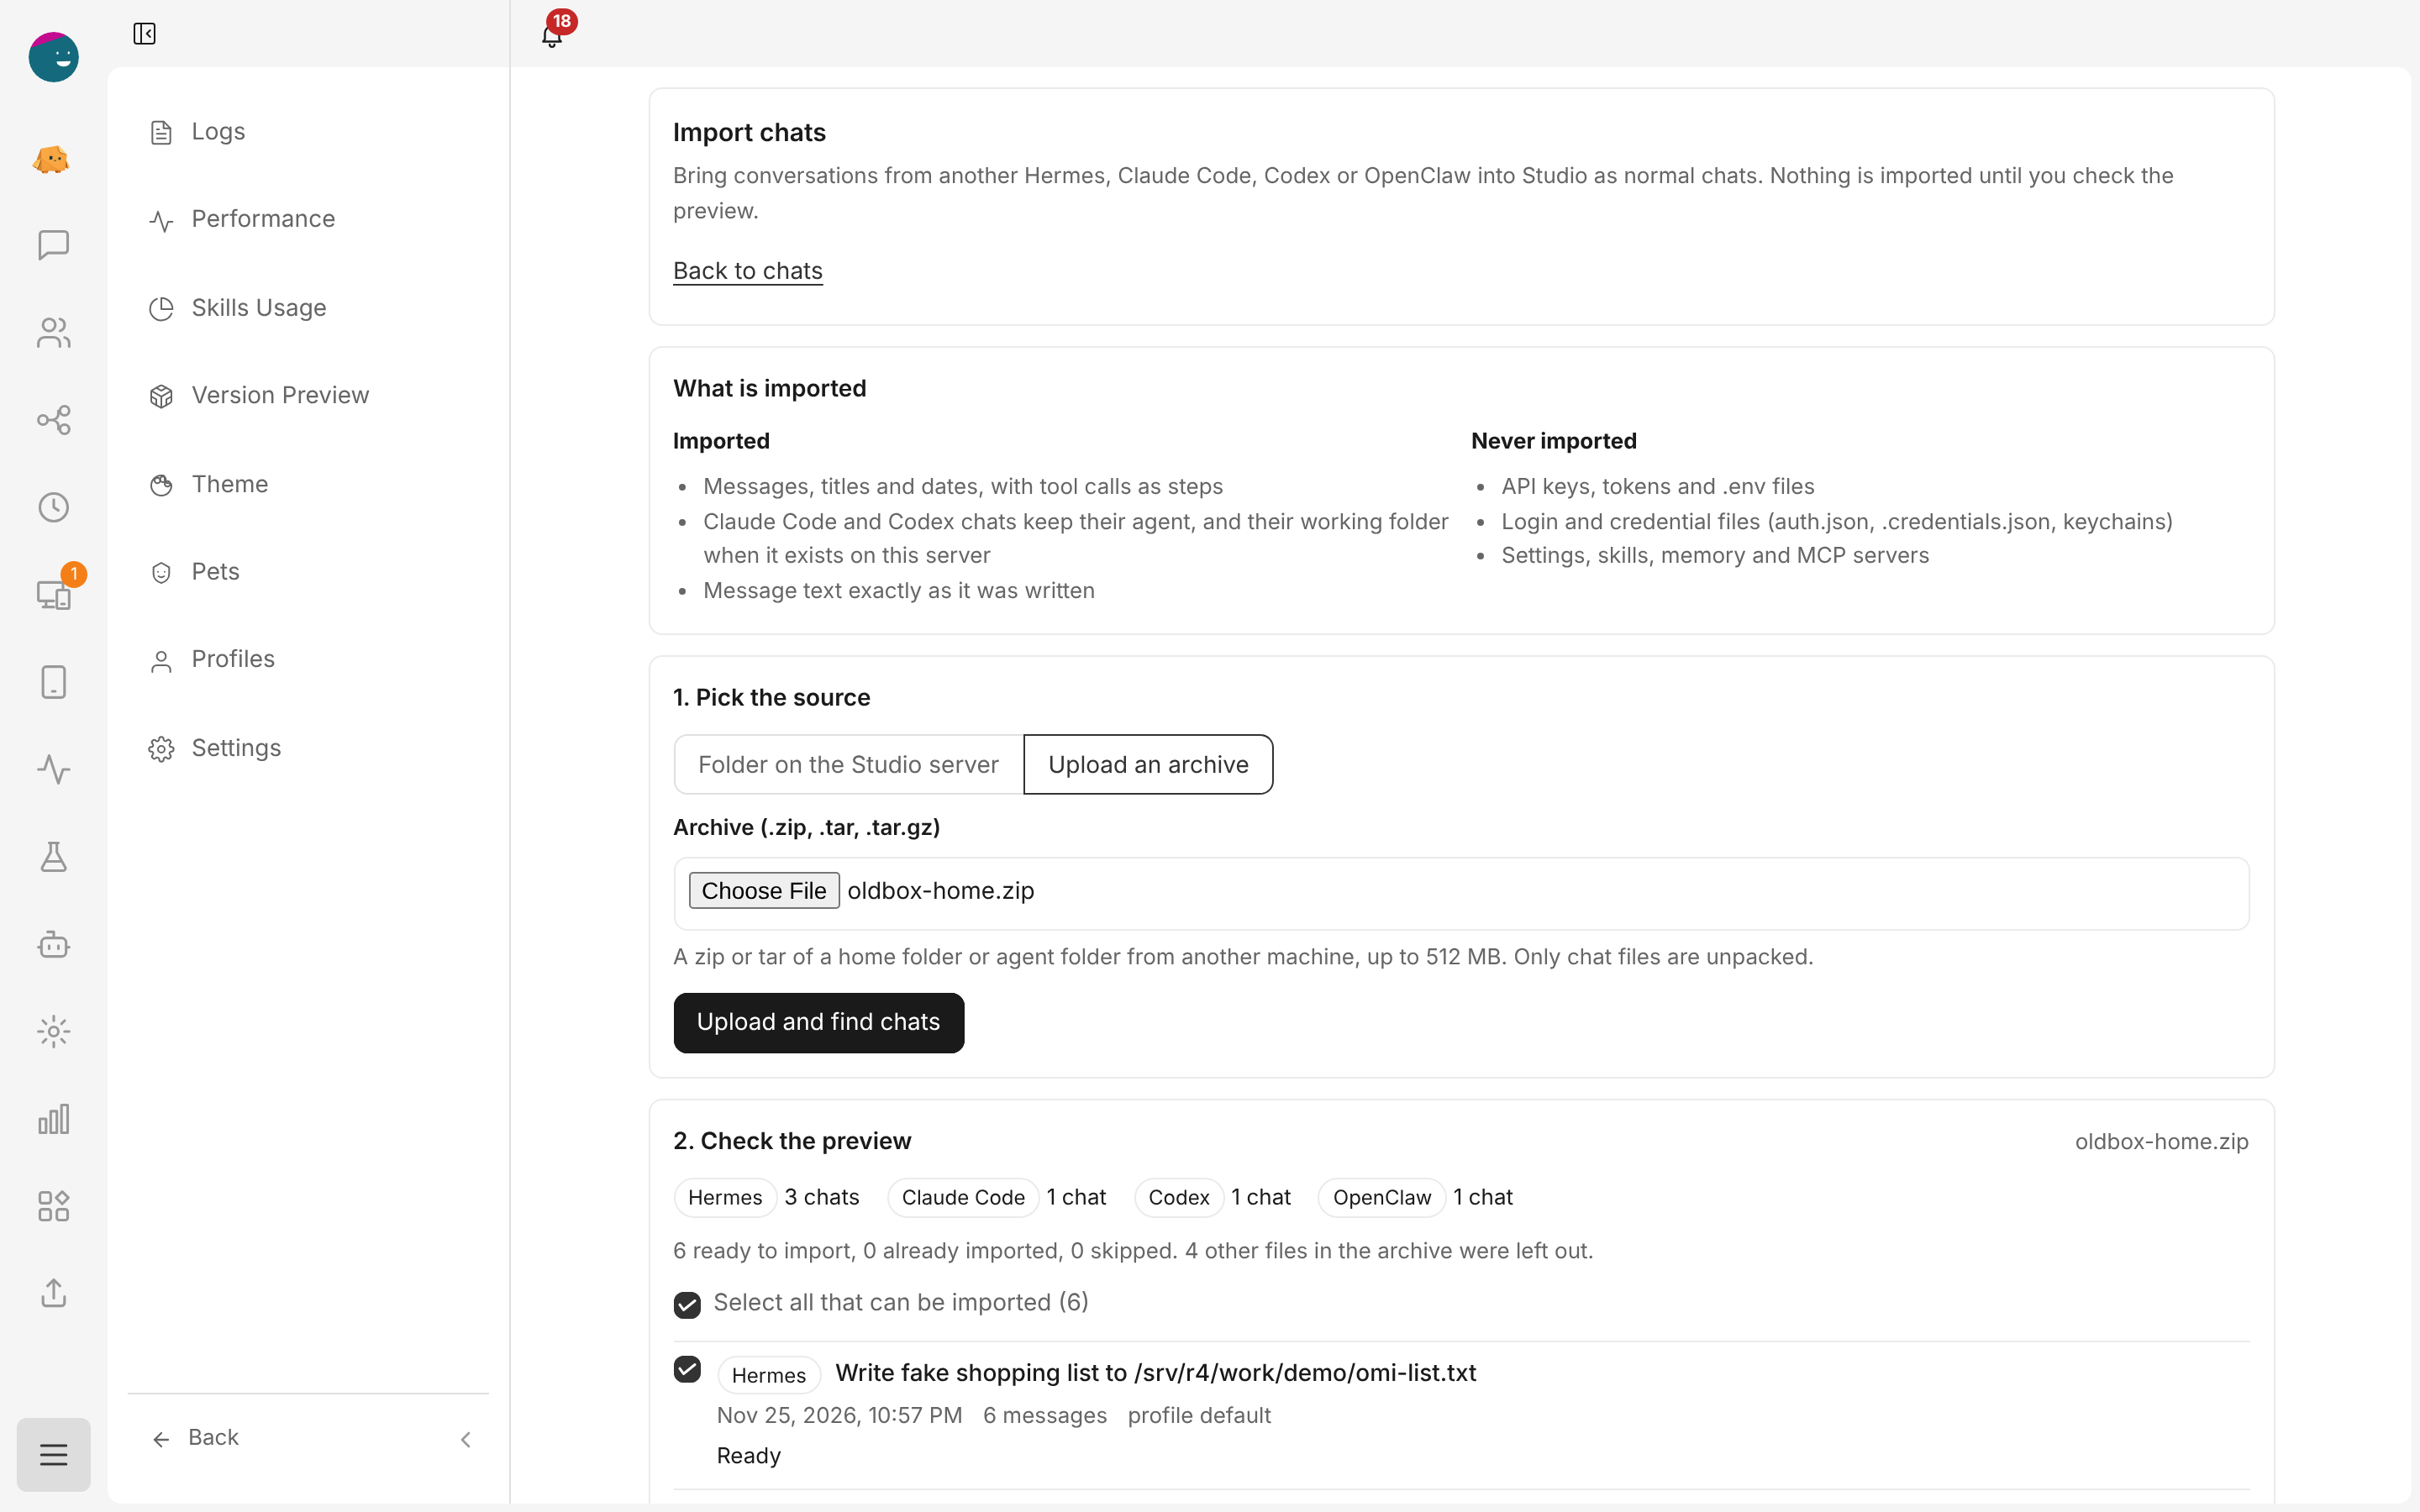 18
Logs
Performance
Skills Usage
Version Preview
Theme
1
Pets
Profiles
Settings
Back
Import chats
Bring conversations from another Hermes, Claude Code, Codex or OpenClaw into Studio as normal chats. Nothing is imported until you check the
preview.
Back to chats
What is imported
Imported
• Messages, titles and dates, with tool calls as steps
• Claude Code and Codex chats keep their agent, and their working folder
when it exists on this server
• Message text exactly as it was written
Never imported
• API keys, tokens and .env files
• Login and credential files (auth.json, .credentials.json, keychains)
• Settings, skills, memory and MCP servers
1. Pick the source
Folder on the Studio server Upload an archive
Archive (.zip, .tar, .tar.gz)
Choose File oldbox-home.zip
A zip or tar of a home folder or agent folder from another machine, up to 512 MB. Only chat files are unpacked.
Upload and find chats
2. Check the preview oldbox-home.zip
Hermes 3 chats Claude Code 1 chat Codex 1 chat OpenClaw 1 chat
6 ready to import, 0 already imported, 0 skipped. 4 other files in the archive were left out.
Select all that can be imported (6)
Hermes Write fake shopping list to /srv/r4/work/demo/omi-list.txt
Nov 25, 2026, 10:57 PM 6 messages profile default
Ready